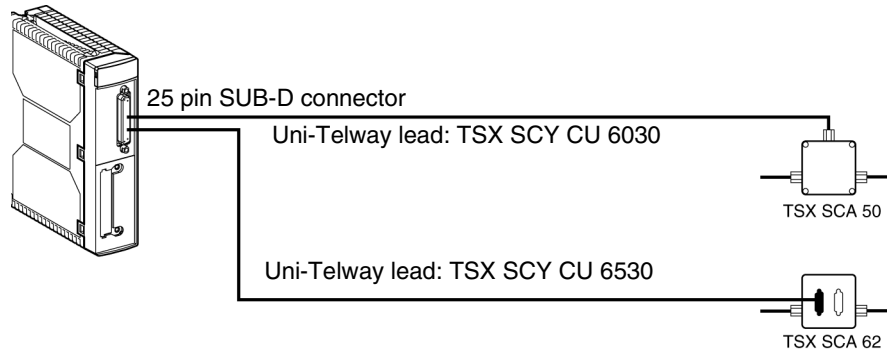 25 pin SUB-D connector
Uni-Telway lead: TSX SCY CU 6030
TSX SCA 50
Uni-Telway lead: TSX SCY CU 6530
TSX SCA 62